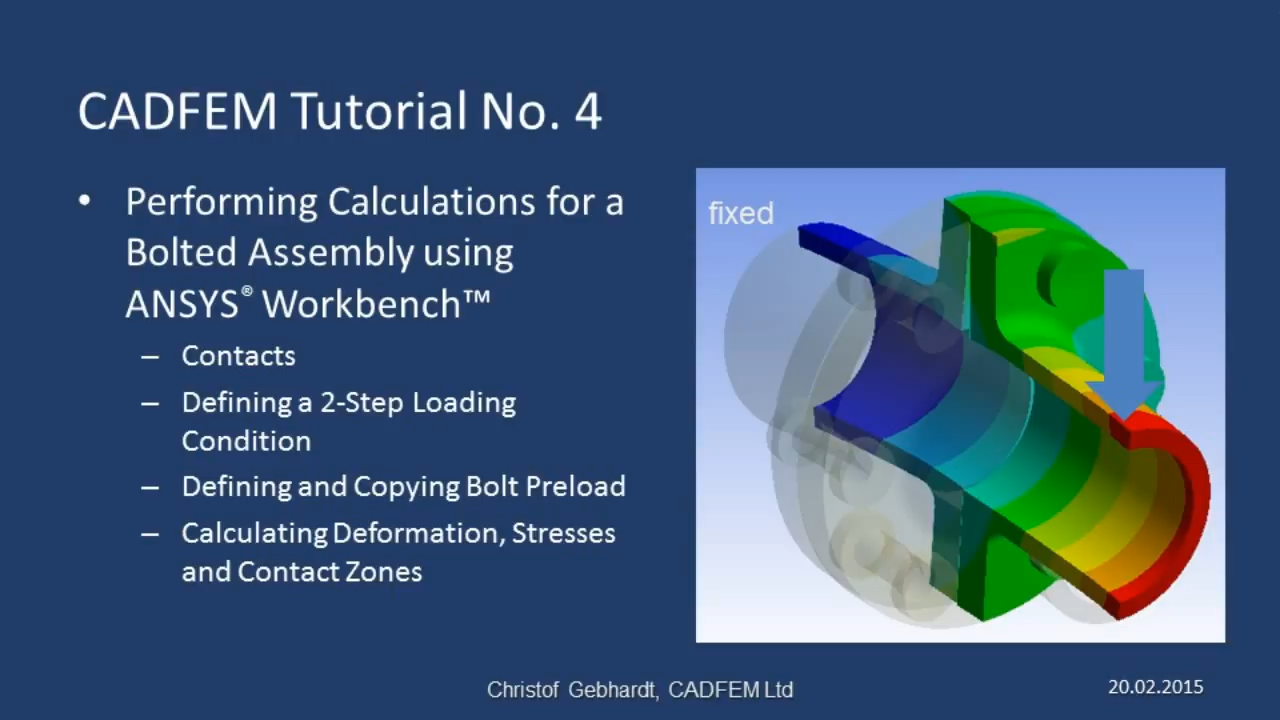 CADFEM Tutorial No. 4
• Performing Calculations for a
Bolted Assembly using
ANSYS® Workbench™
– Contacts
– Defining a 2-Step Loading
Condition
– Defining and Copying Bolt Preload
– Calculating Deformation, Stresses
and Contact Zones
fixed
Christof Gebhardt, CADFEM Ltd
20.02.2015